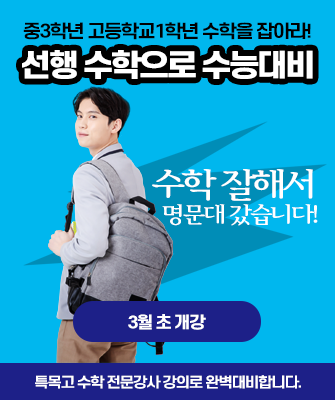 중3학년 고등학교1학년 수학을 잡아라!
선행 수학으로 수능대비
수학 잘해서
명문대 갔습니다!
3월 초 개강
특목고 수학 전문강사 강의로 완벽대비합니다.